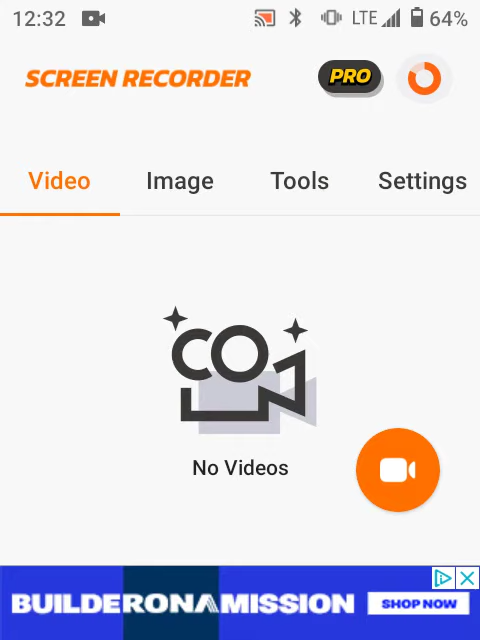 12:32 LTE 64%
SCREEN RECORDER PRO
Video Image Tools Settings
No Videos
BUILDERONAMISSION SHOP NOW